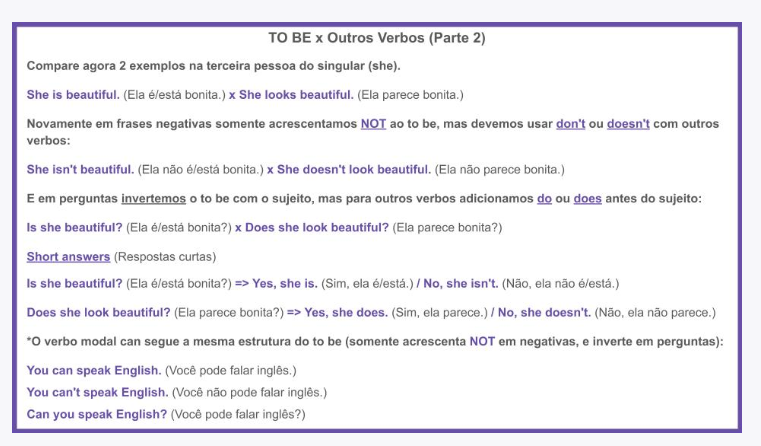 TO BE x Outros Verbos (Parte 2)
Compare agora 2 exemplos na terceira pessoa do singular (she).
She is beautiful. (Ela é/está bonita.) x She looks beautiful. (Ela parece bonita.)
Novamente em frases negativas somente acrescentamos NOT ao to be, mas devemos usar don't ou doesn't com outros
verbos:
She isn't beautiful. (Ela não é/está bonita.) x She doesn't look beautiful. (Ela não parece bonita.)
E em perguntas invertemos o to be com o sujeito, mas para outros verbos adicionamos do ou does antes do sujeito:
Is she beautiful? (Ela é/está bonita?) x Does she look beautiful? (Ela parece bonita?)
Short answers (Respostas curtas)
Is she beautiful? (Ela é/está bonita?) => Yes, she is. (Sim, ela é/está.) / No, she isn't. (Não, ela não é/está.)
Does she look beautiful? (Ela parece bonita?) => Yes, she does. (Sim, ela parece.) / No, she doesn't. (Não, ela não parece.)
*O verbo modal can segue a mesma estrutura do to be (somente acrescenta NOT em negativas, e inverte em perguntas):
You can speak English. (Você pode falar inglês.)
You can't speak English. (Você não pode falar inglês.)
Can you speak English? (Você pode falar inglês?)